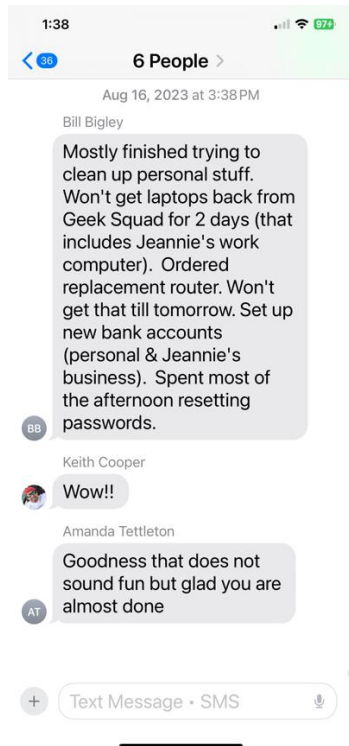 1:38
97+
36
6 People >
Aug 16, 2023 at 3:38 PM
Bill Bigley
Mostly finished trying to
clean up personal stuff.
Won't get laptops back from
Geek Squad for 2 days (that
includes Jeannie's work
computer).  Ordered
replacement router. Won't
get that till tomorrow. Set up
new bank accounts
(personal & Jeannie's
business).  Spent most of
the afternoon resetting
passwords.
BB
Keith Cooper
Wow!!
Amanda Tettleton
Goodness that does not
sound fun but glad you are
almost done
AT
Text Message • SMS